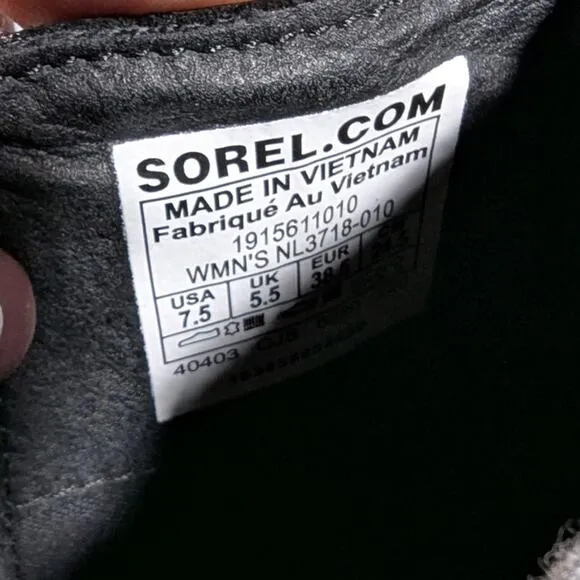 SOREL.COM
MADE IN VIETNAM
Fabriqué Au Vietnam
1915611010
WMN'S NL3718-010
USA UK EUR
7.5 5.5
40403